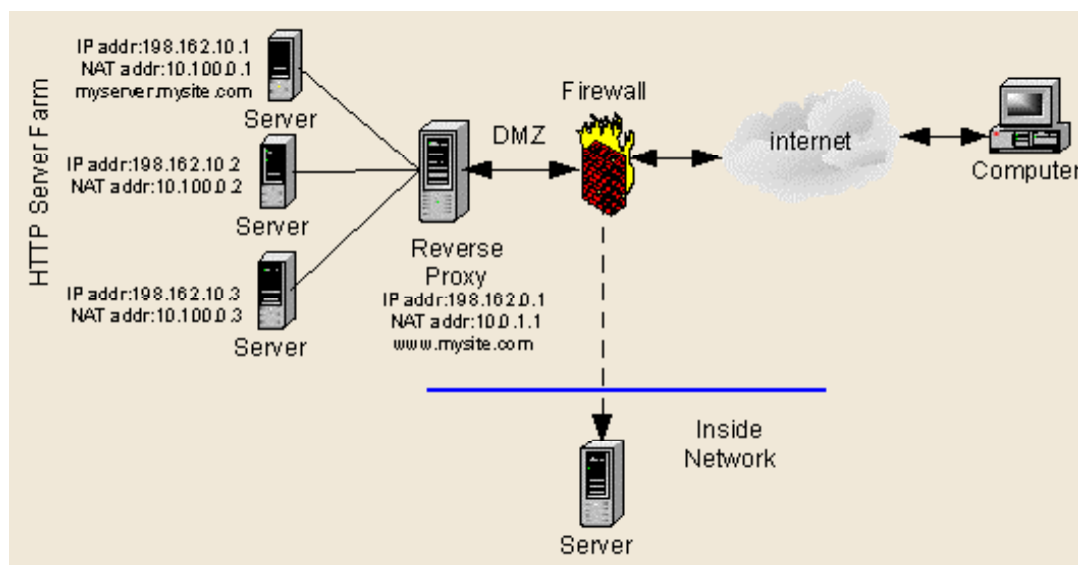 HTTP Server Farm
IP addr:198.162.10.1
NAT addr:10.100.0.1
myserver.mysite.com
Server
IP addr:198.162.10.2
NAT addr:10.100.0.2
Server
IP addr:198.162.10.3
NAT addr:10.100.0.3
Server
Reverse
Proxy
IP addr:198.162.0.1
NAT addr:10.0.1.1
www.mysite.com
DMZ
Firewall
internet
Computer
Inside
Network
Server